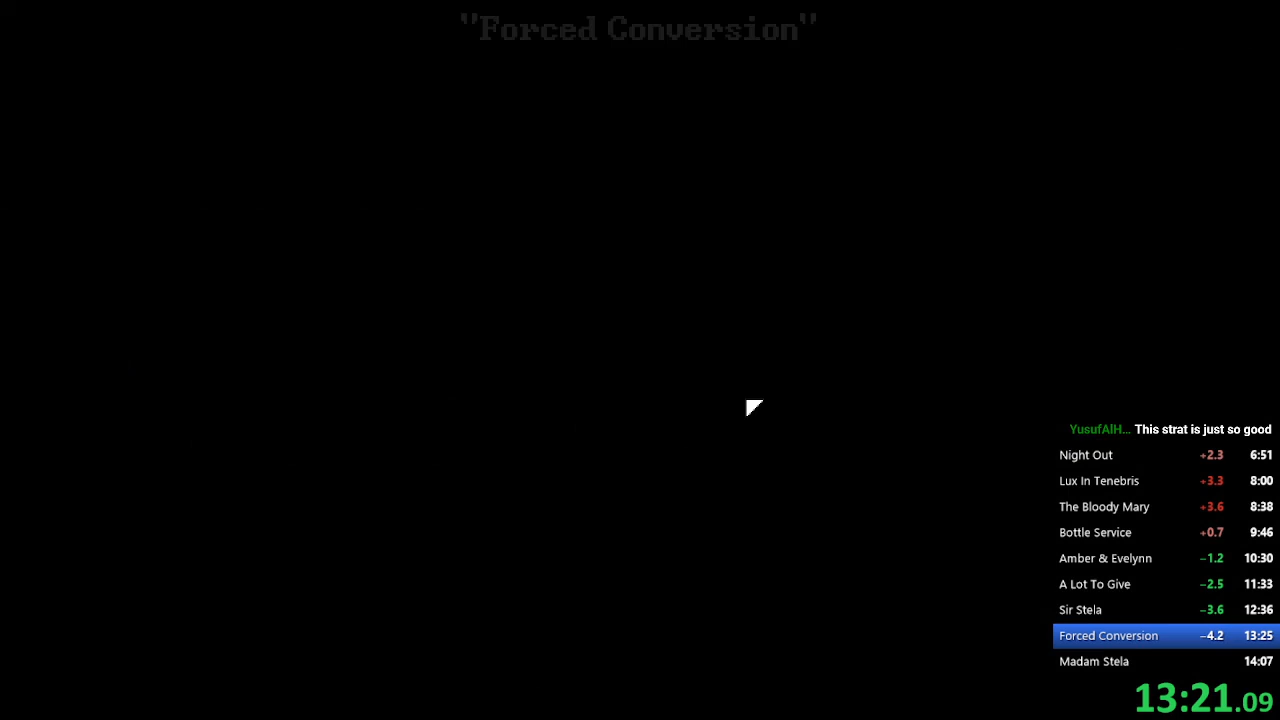 "Forced Conversion"
YusufAlH... This strat is just so good
Night Out +2.3 6:51
Lux In Tenebris +3.3 8:00
The Bloody Mary +3.6 8:38
Bottle Service +0.7 9:46
Amber & Evelynn −1.2 10:30
A Lot To Give −2.5 11:33
Sir Stela −3.6 12:36
Forced Conversion −4.2 13:25
Madam Stela 14:07
13:21.09